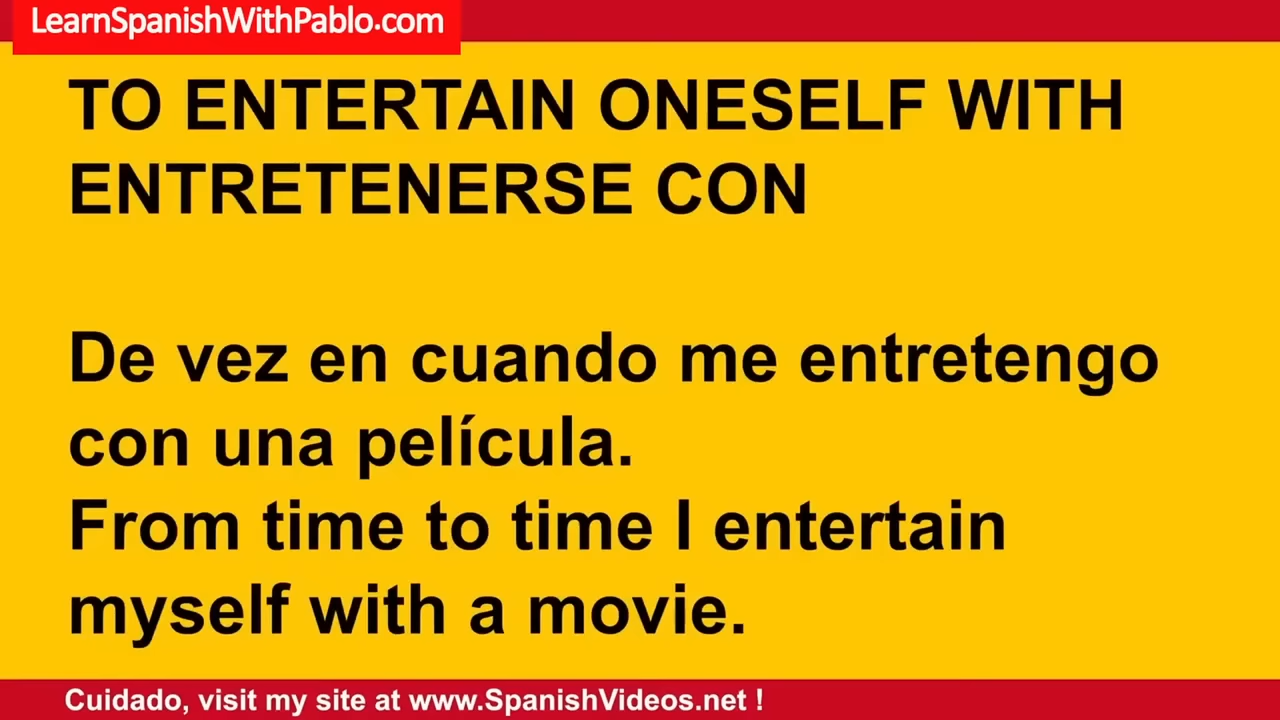 LearnSpanishWithPablo.com
TO ENTERTAIN ONESELF WITH
ENTRETENERSE CON
De vez en cuando me entretengo
con una película.
From time to time I entertain
myself with a movie.
Cuidado, visit my site at www.SpanishVideos.net !